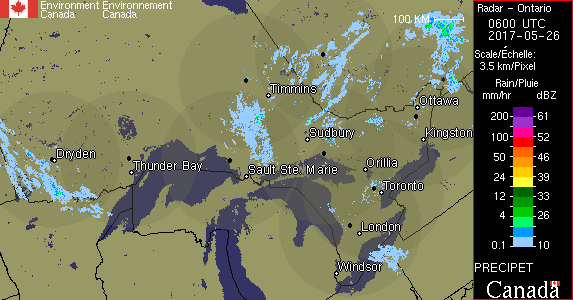 Environment Environnement
Canada Canada
100 KM
Timmins
Ottawa
Sudbury
Kingston
Dryden
Thunder Bay
Sault Ste. Marie
Orillia
Toronto
London
Windsor
Radar - Ontario
0600 UTC
2017-05-26
Scale/Échelle:
3.5 km/Pixel
Rain/Pluie
mm/hr dBZ
200 61
100 52
50 46
24 39
12 33
4 26
0.1 10
PRECIPET
Canada